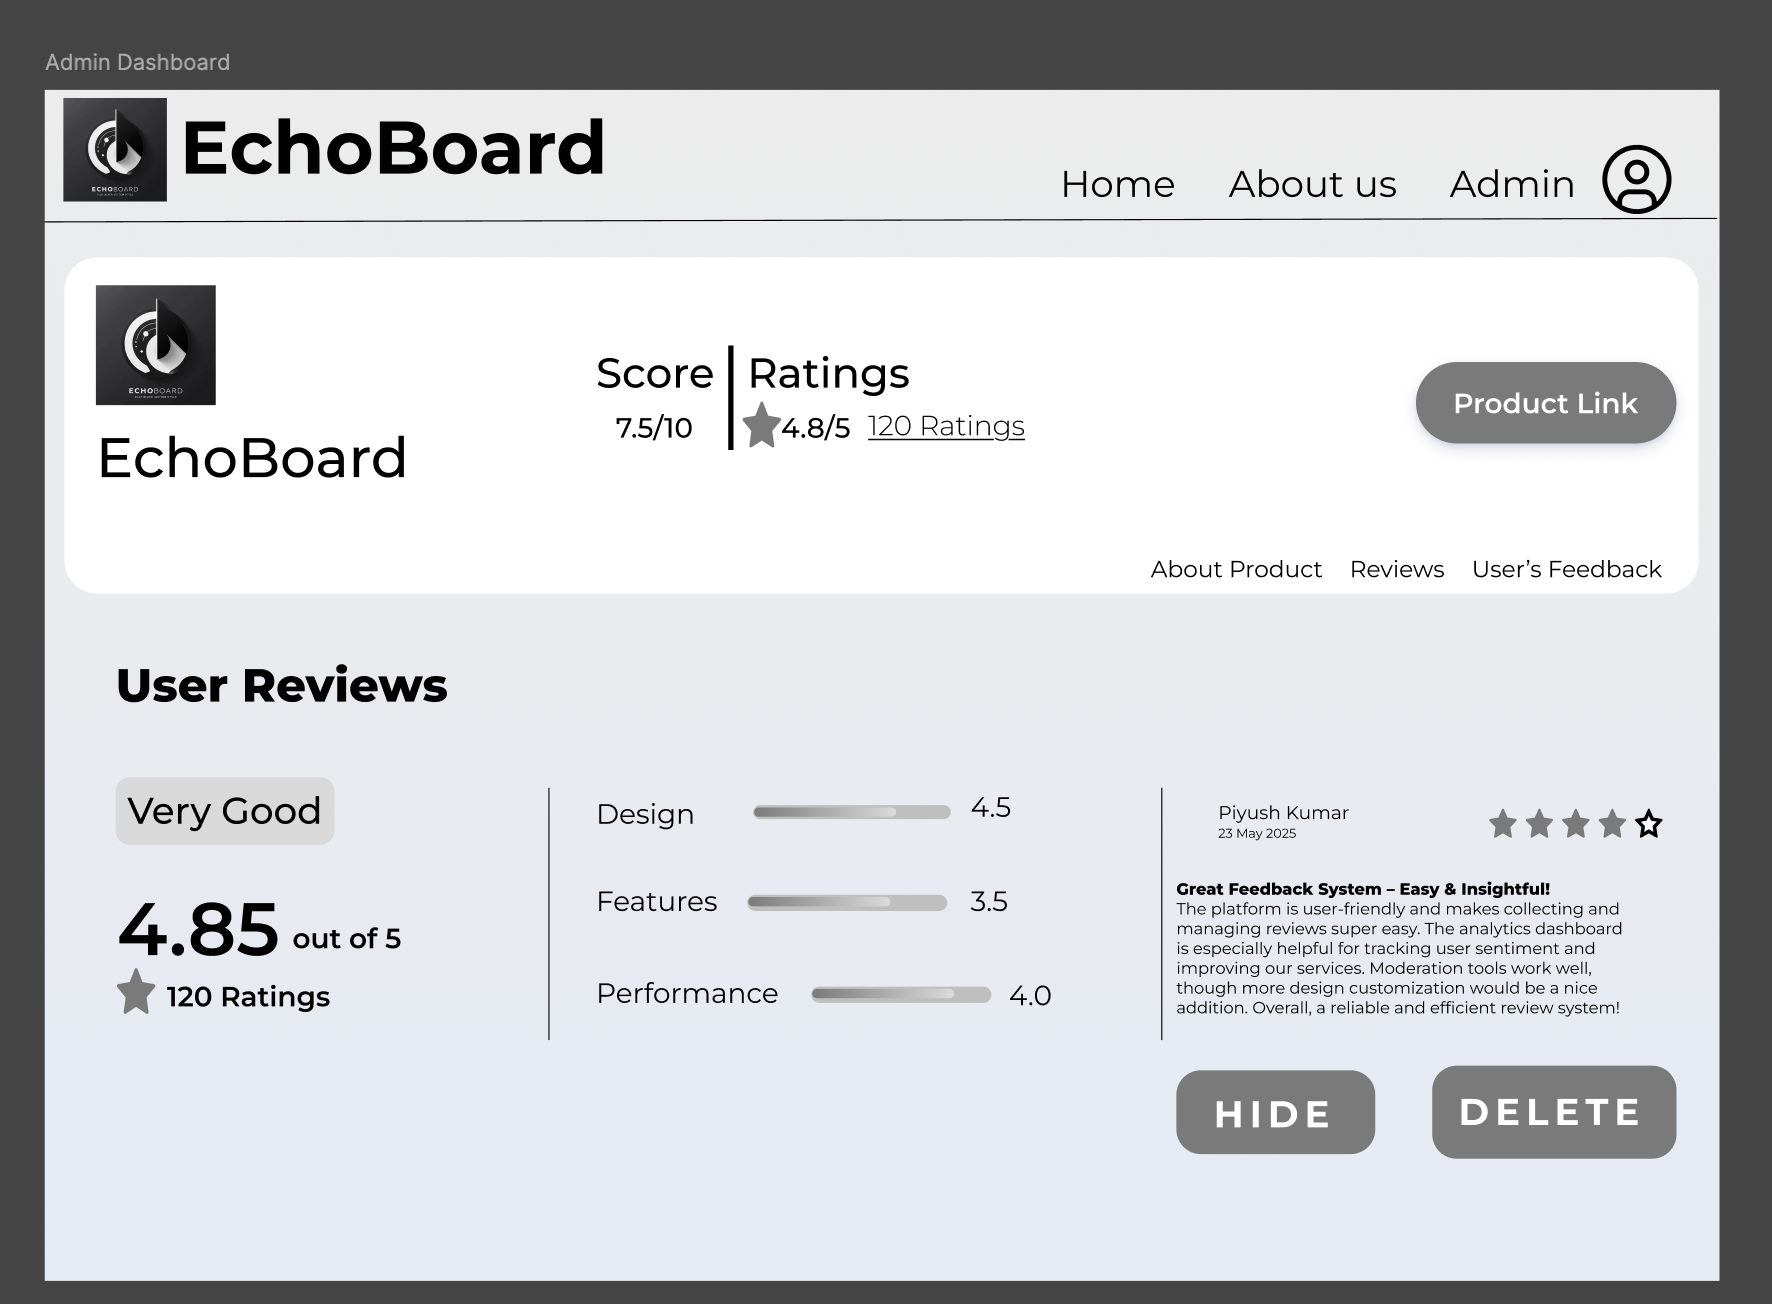 Admin Dashboard
EchoBoard
ECHOBOARD
Home About us Admin
ECHOBOARD
EchoBoard
Score Ratings
7.5/10 4.8/5 120 Ratings
Product Link
About Product Reviews User’s Feedback
User Reviews
Very Good
4.85 out of 5
120 Ratings
Design 4.5
Features 3.5
Performance 4.0
Piyush Kumar
23 May 2025
Great Feedback System – Easy & Insightful!
The platform is user-friendly and makes collecting and
managing reviews super easy. The analytics dashboard
is especially helpful for tracking user sentiment and
improving our services. Moderation tools work well,
though more design customization would be a nice
addition. Overall, a reliable and efficient review system!
HIDE DELETE